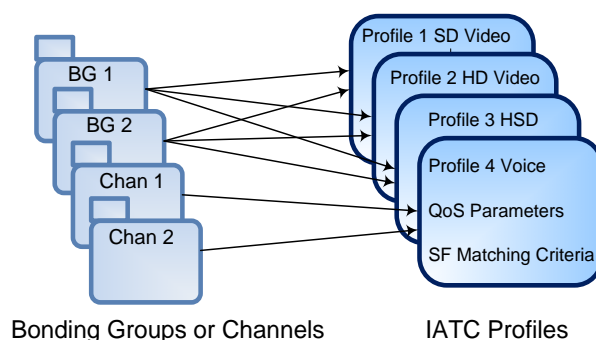 BG 1
BG 2
Chan 1
Chan 2
Profile 1 SD Video
Profile 2 HD Video
Profile 3 HSD
Profile 4 Voice
QoS Parameters
SF Matching Criteria
Bonding Groups or Channels
IATC Profiles